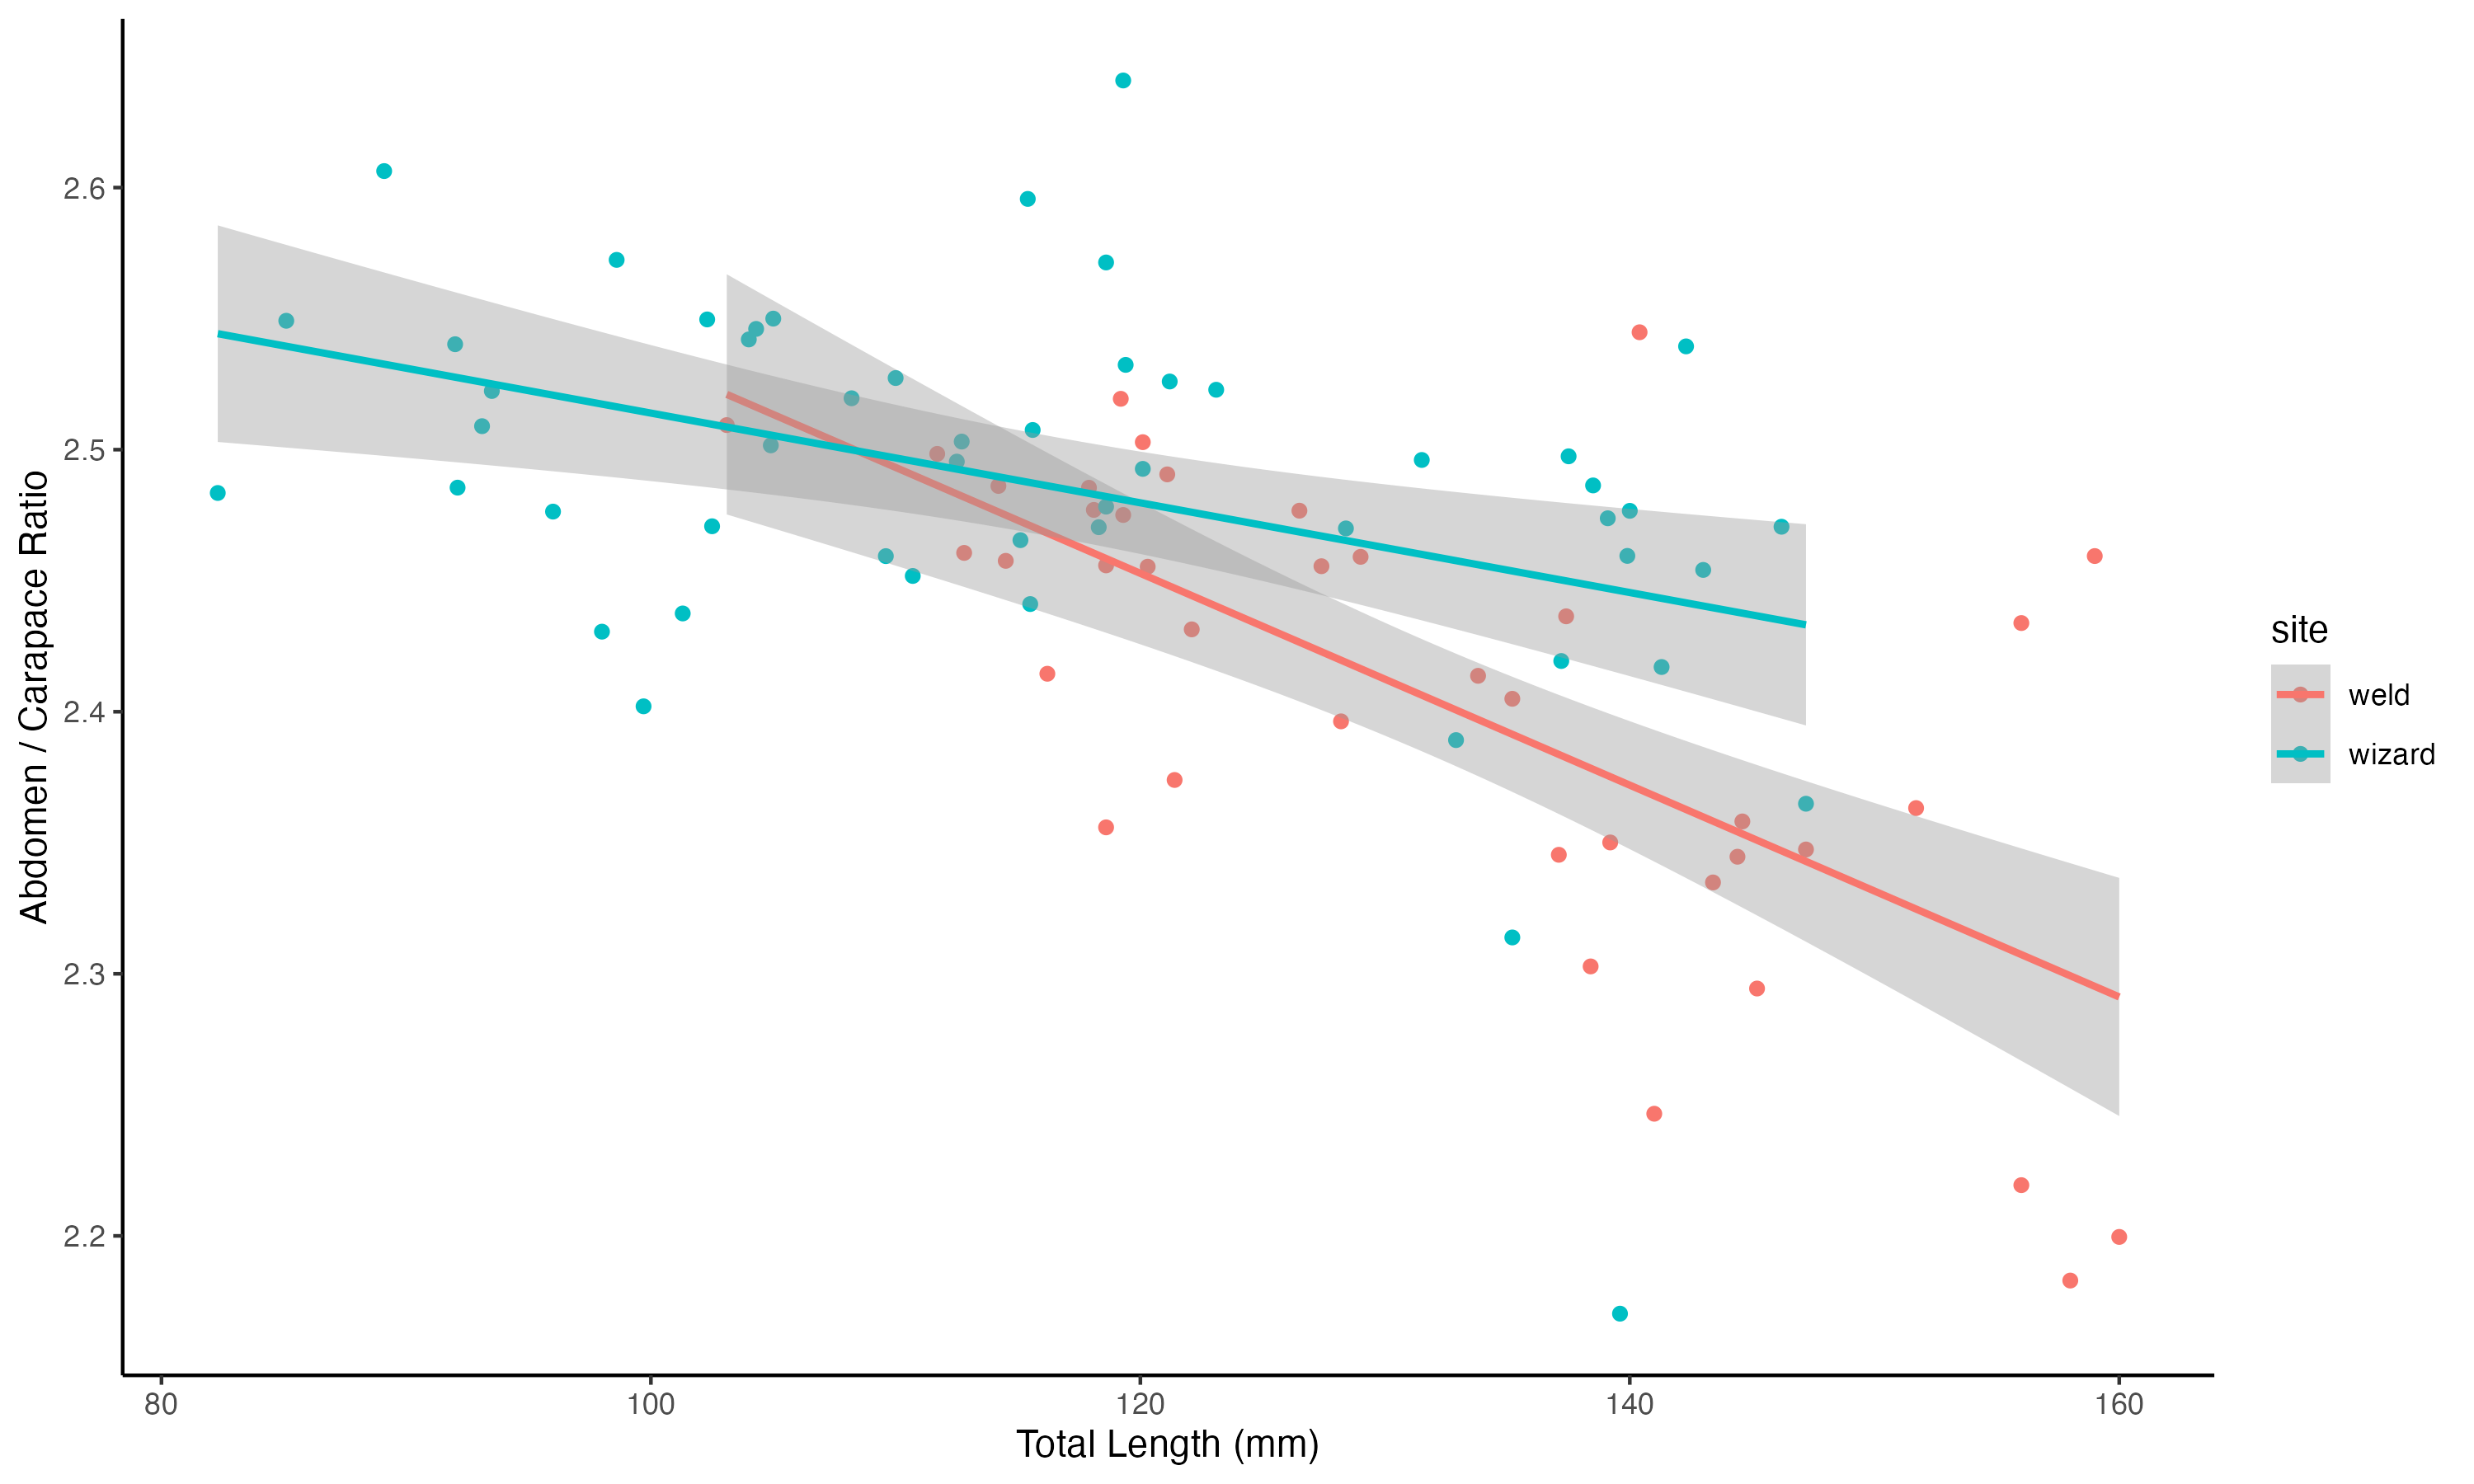 Abdomen / Carapace Ratio
2.6
2.5
2.4
2.3
2.2
80 100 120 140 160
Total Length (mm)
site
weld
wizard